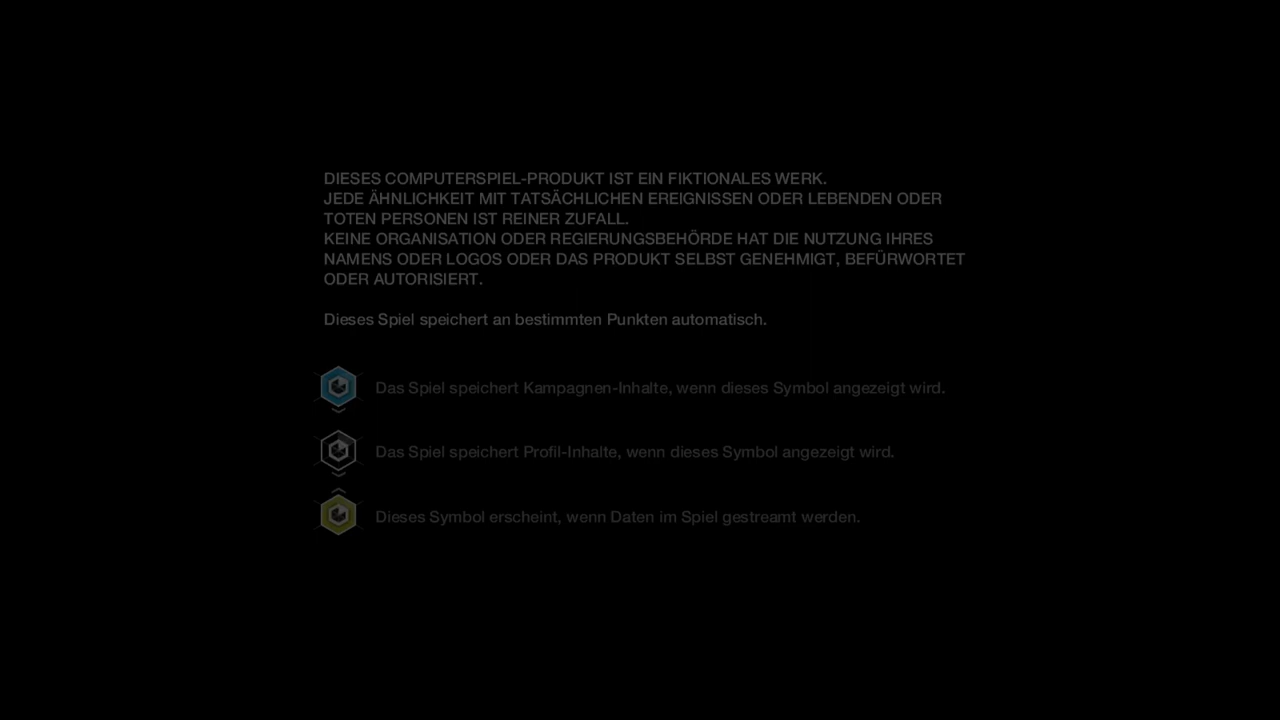 DIESES COMPUTERSPIEL-PRODUKT IST EIN FIKTIONALES WERK.
JEDE ÄHNLICHKEIT MIT TATSÄCHLICHEN EREIGNISSEN ODER LEBENDEN ODER
TOTEN PERSONEN IST REINER ZUFALL.
KEINE ORGANISATION ODER REGIERUNGSBEHÖRDE HAT DIE NUTZUNG IHRES
NAMENS ODER LOGOS ODER DAS PRODUKT SELBST GENEHMIGT, BEFÜRWORTET
ODER AUTORISIERT.
Dieses Spiel speichert an bestimmten Punkten automatisch.
Das Spiel speichert Kampagnen-Inhalte, wenn dieses Symbol angezeigt wird.
Das Spiel speichert Profil-Inhalte, wenn dieses Symbol angezeigt wird.
Dieses Symbol erscheint, wenn Daten im Spiel gestreamt werden.